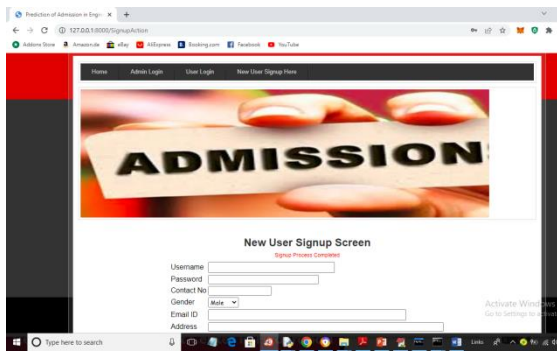 Prediction of Admission in Engin
127.0.0.1:8000/SignupAction
Addons Store Amazon.de eBay AliExpress Booking.com Facebook YouTube
Home Admin Login User Login New User Signup Here
ADMISSION
New User Signup Screen
Signup Process Completed
Username
Password
Contact No
Gender Male
Email ID
Address
Activate Windows
Go to Settings to activate
Type here to search
Links